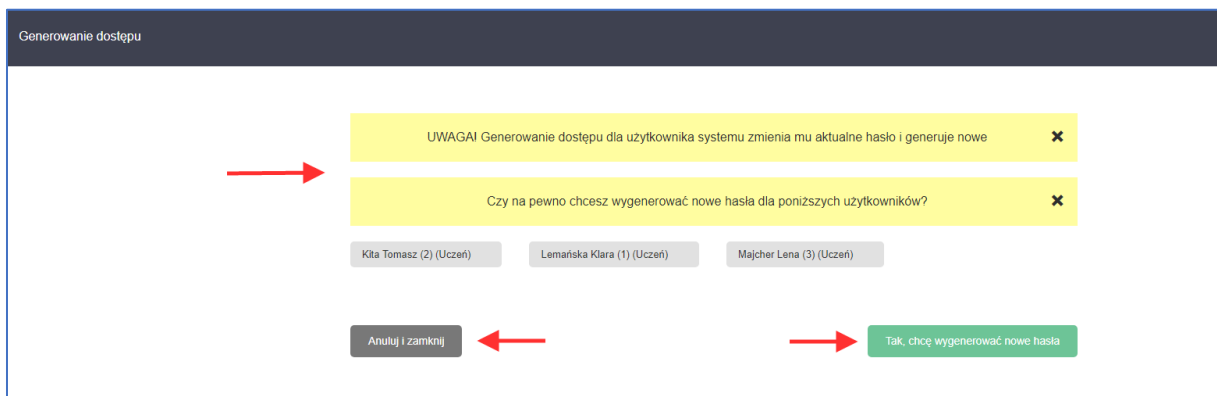 Generowanie dostępu
UWAGA! Generowanie dostępu dla użytkownika systemu zmienia mu aktualne hasło i generuje nowe
Czy na pewno chcesz wygenerować nowe hasła dla poniższych użytkowników?
Kita Tomasz (2) (Uczeń) Lemańska Klara (1) (Uczeń) Majcher Lena (3) (Uczeń)
Anuluj i zamknij Tak, chcę wygenerować nowe hasła